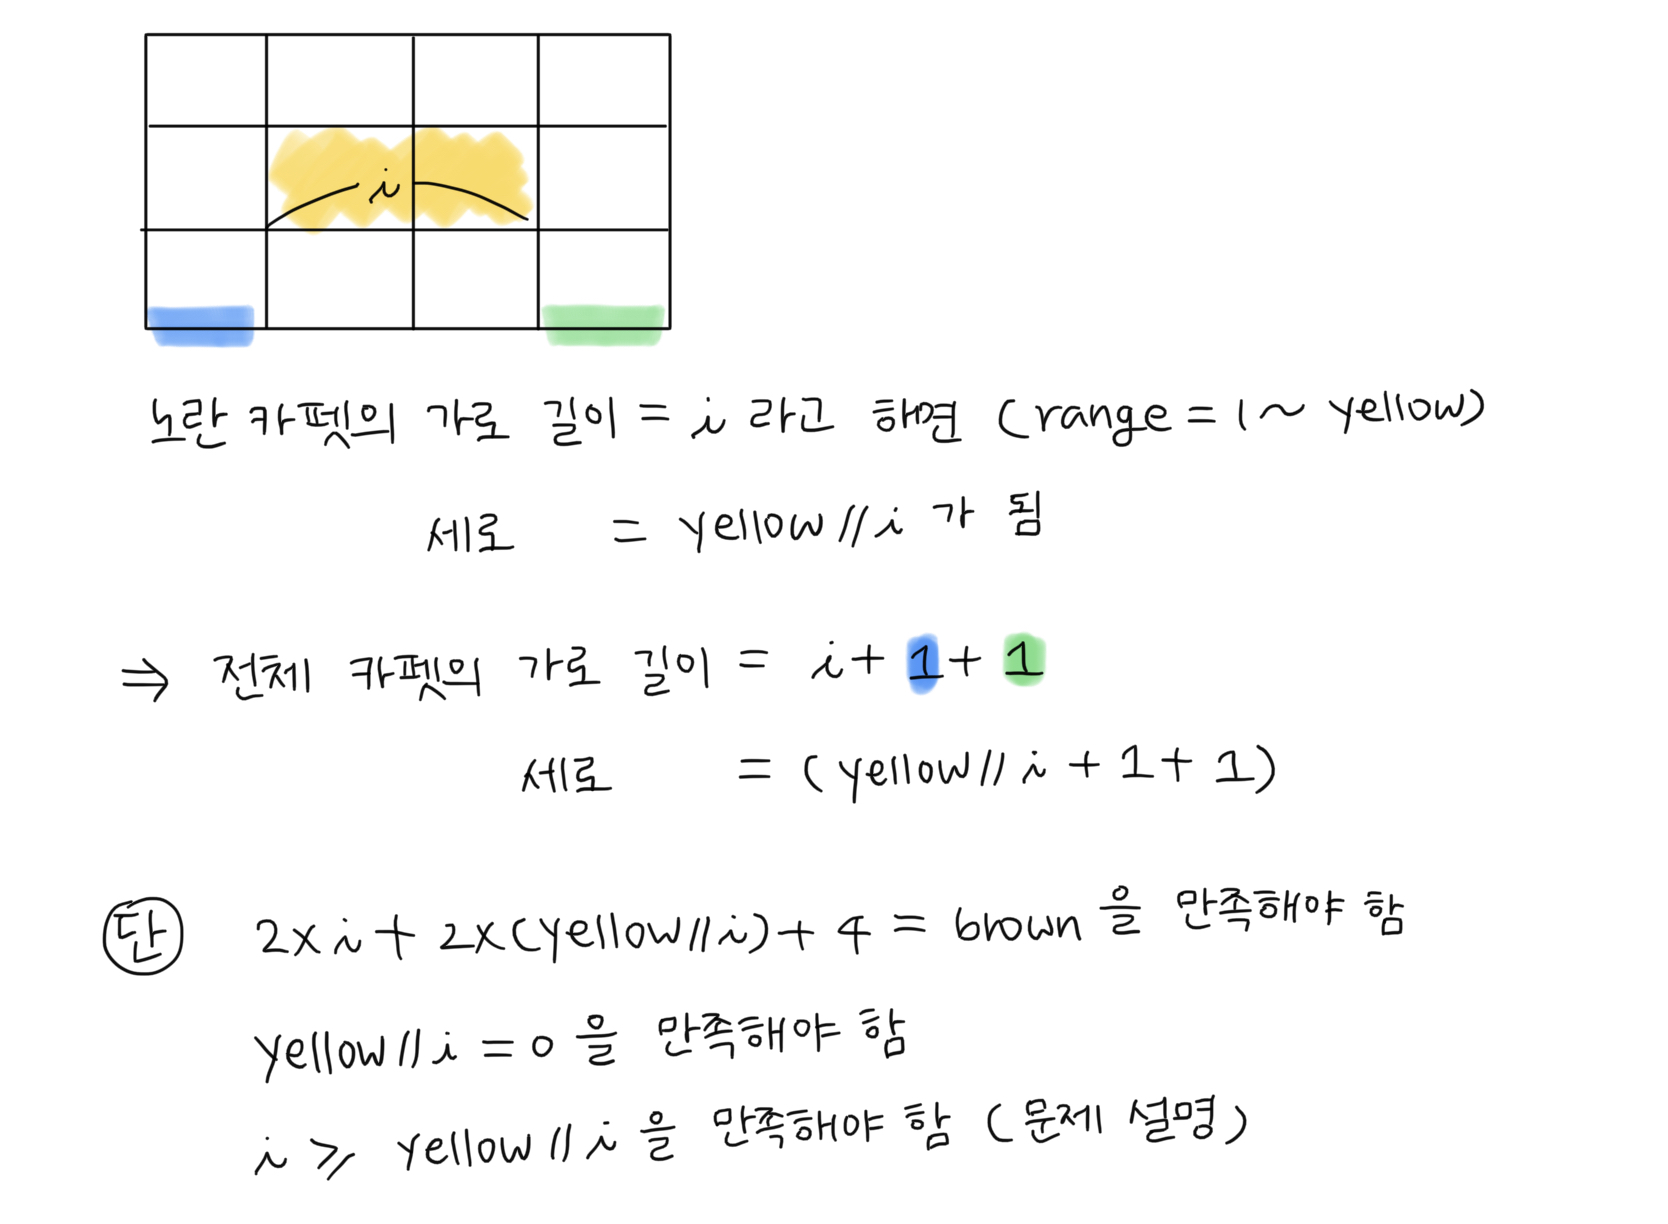 i
노란 카펫의 가로 길이 = i 라고 하면 (range = 1 ~ yellow)
세로 = yellow//i 가 됨
⇒ 전체 카펫의 가로 길이 = i + 1 + 1
세로 = (yellow//i + 1 + 1)
단 2×i + 2×(yellow//i) + 4 = brown 을 만족해야 함
yellow//i = 0 을 만족해야 함
i ≥ yellow//i 을 만족해야 함 (문제 설명)